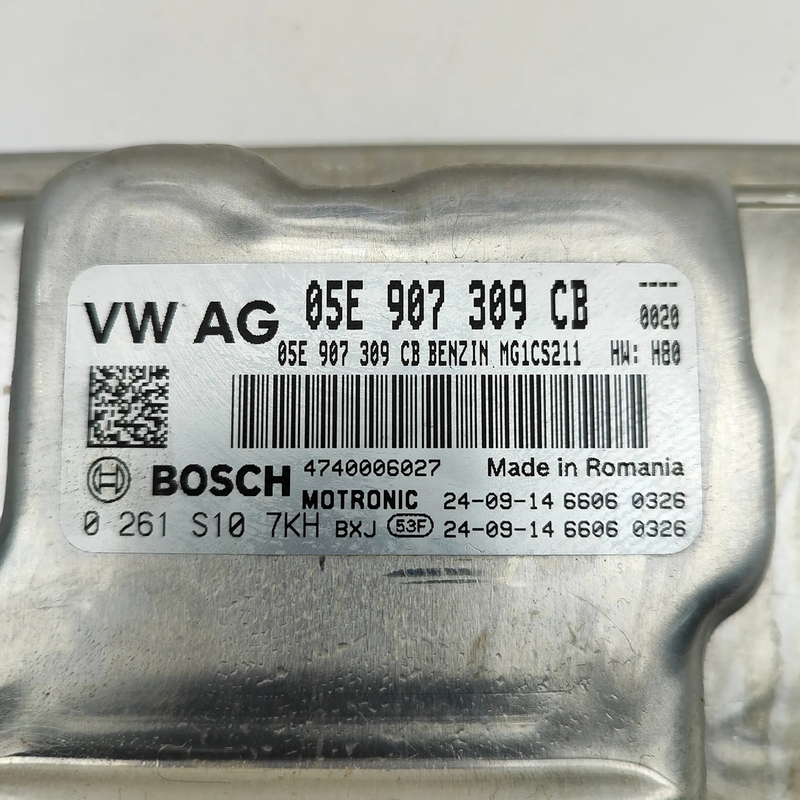 VW AG 05E 907 309 CB ----
0020
05E 907 309 CB BENZIN MG1CS211 HW: H80
BOSCH 4740006027 Made in Romania
MOTRONIC 24-09-14 6606 0326
0 261 S10 7KH BXJ 53F 24-09-14 6606 0326